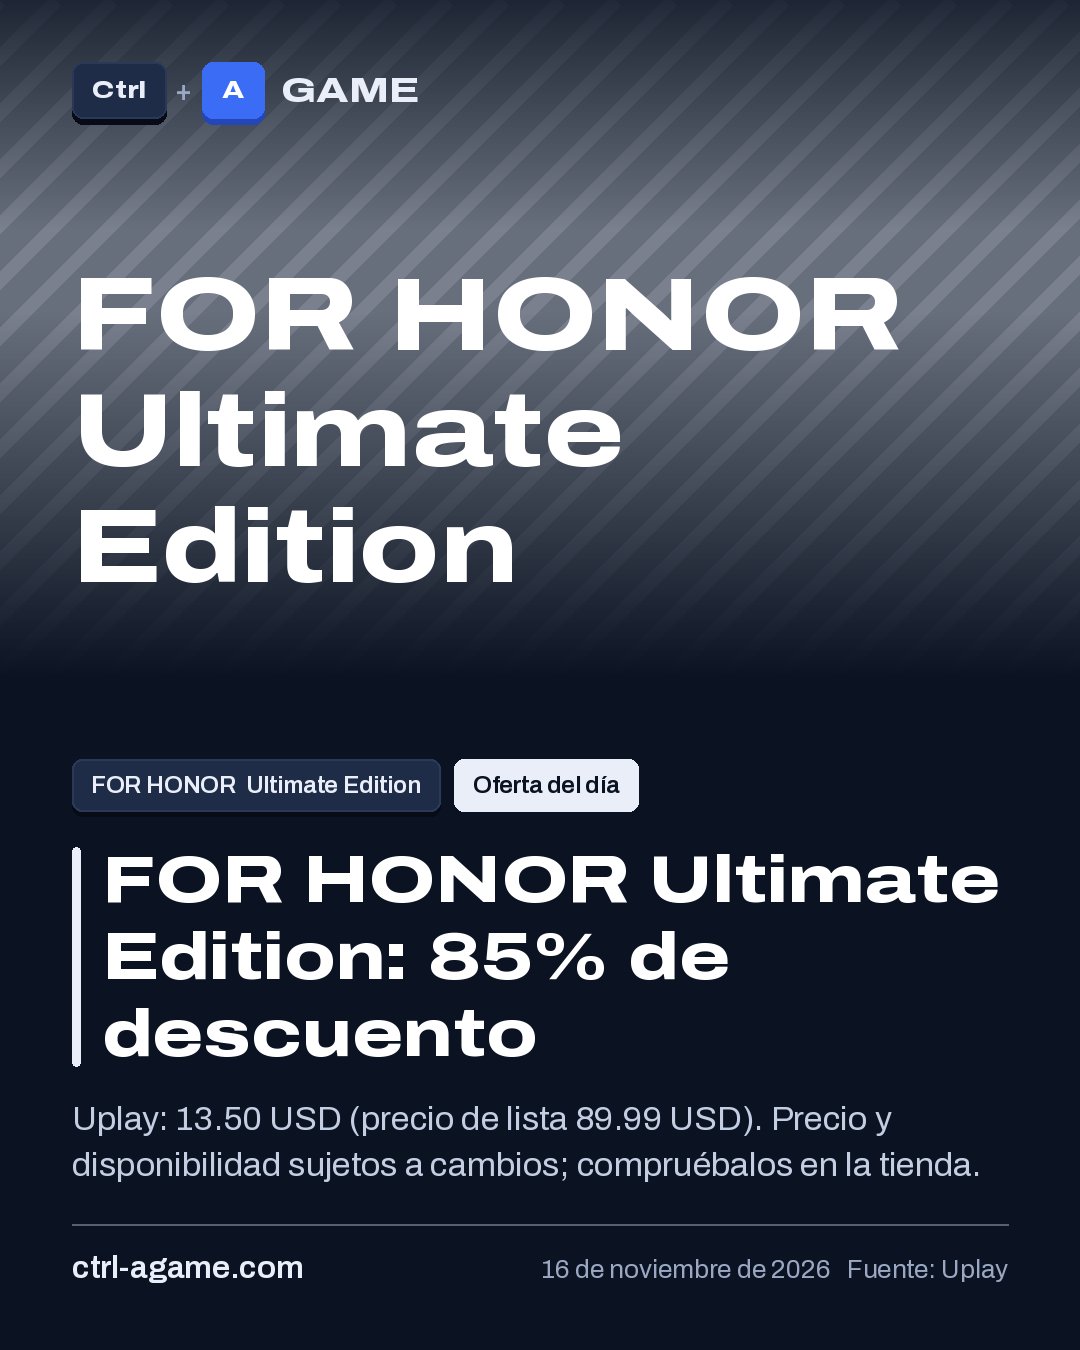 Ctrl + A GAME
FOR HONOR
Ultimate
Edition
FOR HONOR Ultimate Edition Oferta del día
FOR HONOR Ultimate
Edition: 85% de
descuento
Uplay: 13.50 USD (precio de lista 89.99 USD). Precio y
disponibilidad sujetos a cambios; compruébalos en la tienda.
ctrl-agame.com 16 de noviembre de 2026 Fuente: Uplay